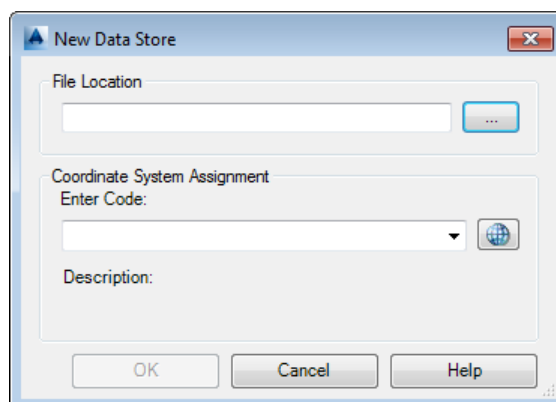 New Data Store
File Location
...
Coordinate System Assignment
Enter Code:
Description:
OK
Cancel
Help